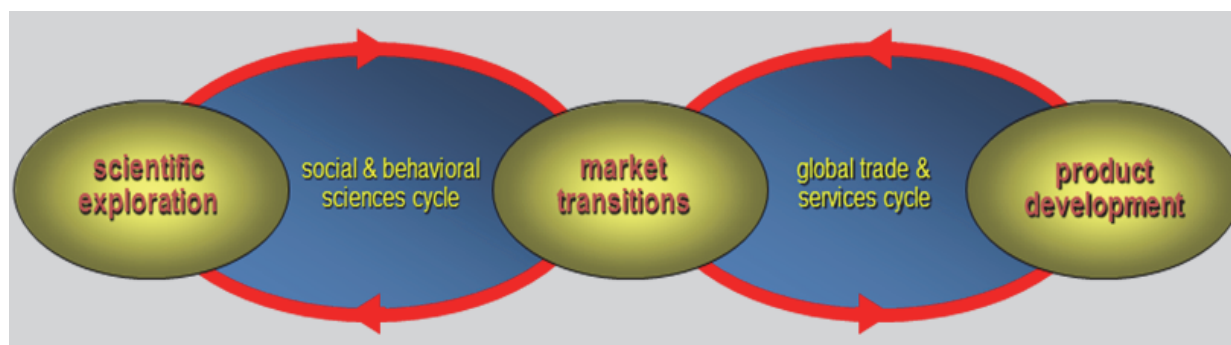 scientific
exploration
social & behavioral
sciences cycle
market
transitions
global trade &
services cycle
product
development